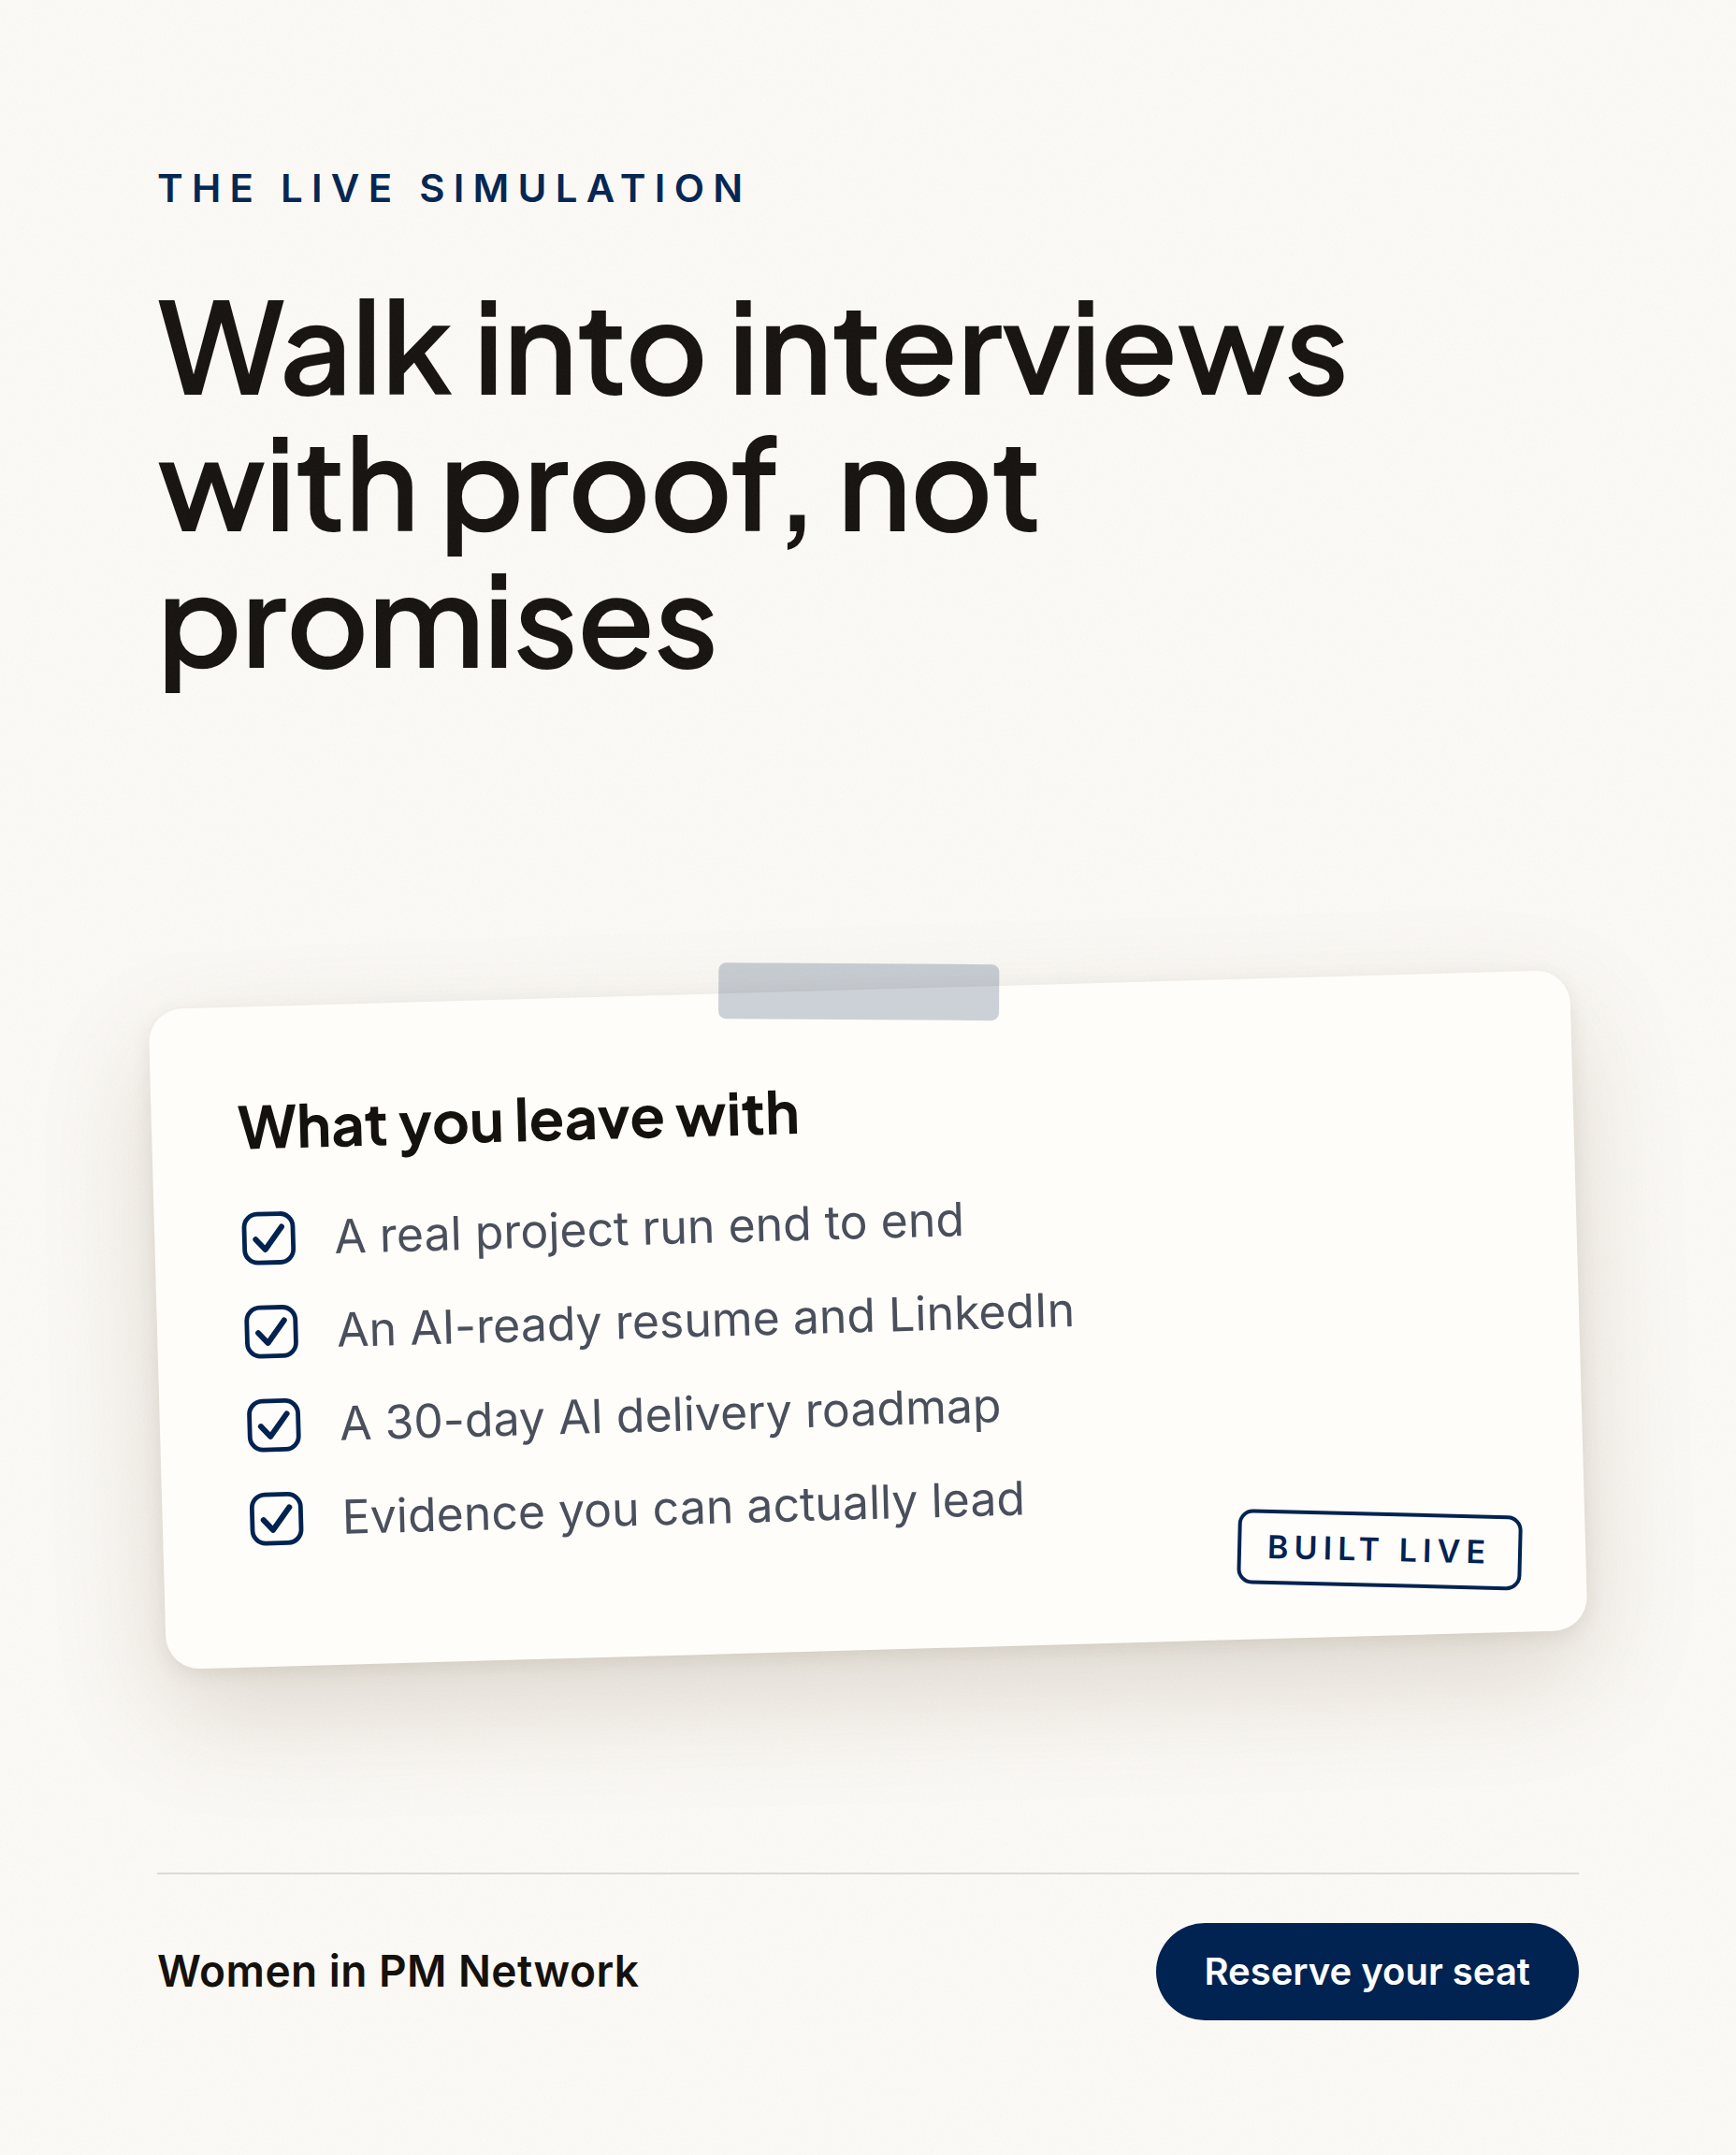 THE LIVE SIMULATION
Walk into interviews
with proof, not
promises
What you leave with
A real project run end to end
An AI-ready resume and LinkedIn
A 30-day AI delivery roadmap
Evidence you can actually lead
BUILT LIVE
Women in PM Network
Reserve your seat